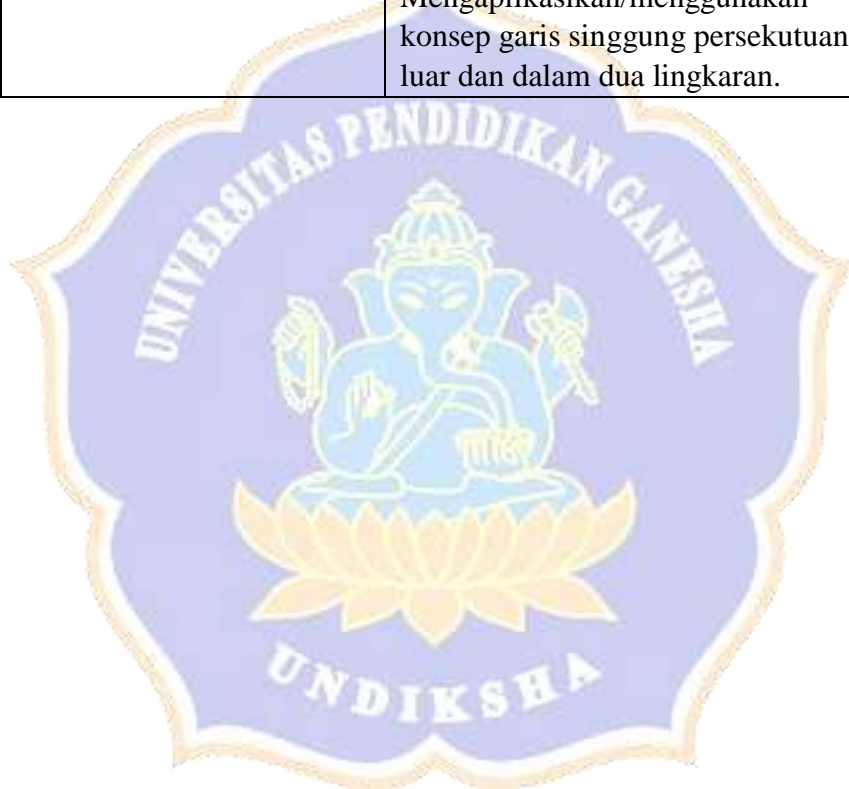 Mengaplikasikan/menggunakan
konsep garis singgung persekutuan
luar dan dalam dua lingkaran.
UNIVERSITAS PENDIDIKAN GANESHA
UNDIKSHA